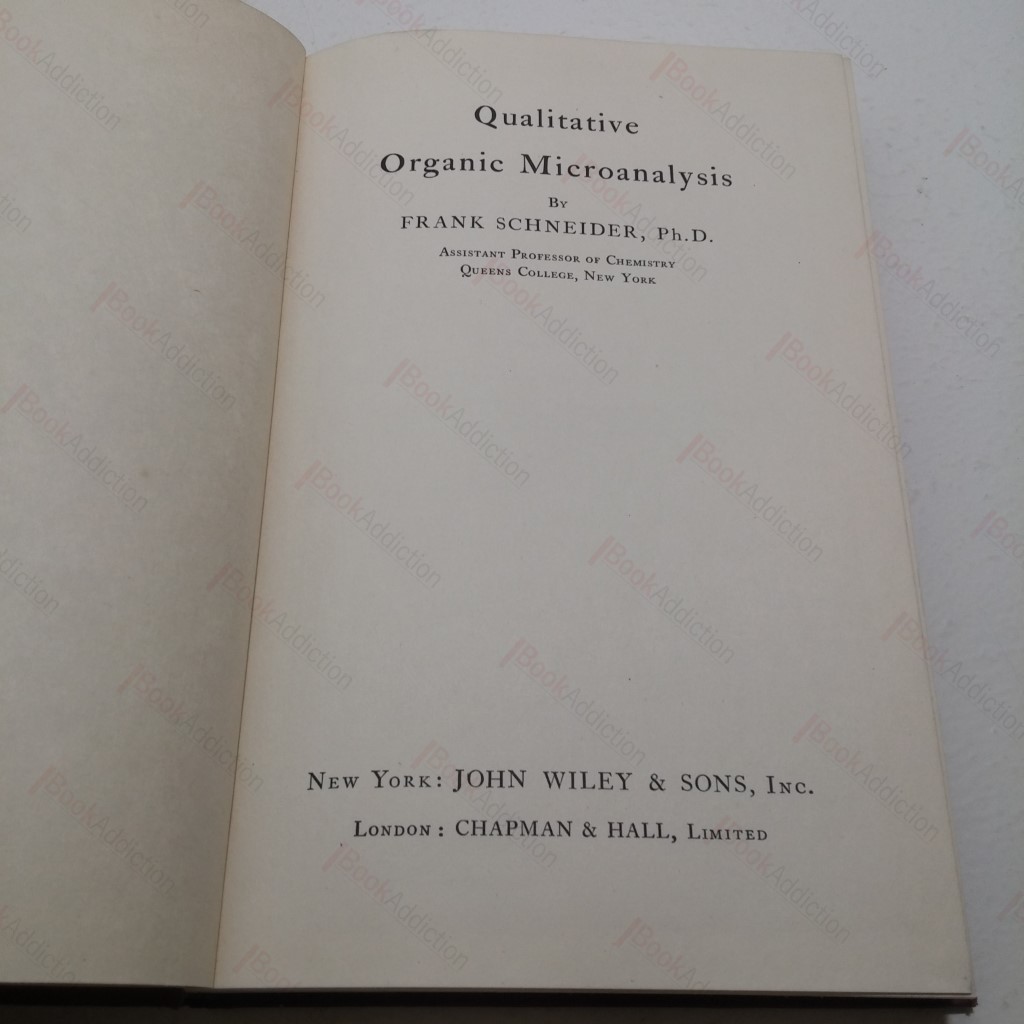 Qualitative
Organic Microanalysis
By
FRANK SCHNEIDER, Ph.D.
Assistant Professor of Chemistry
Queens College, New York
New York: JOHN WILEY & SONS, Inc.
London: CHAPMAN & HALL, Limited
BookAddiction